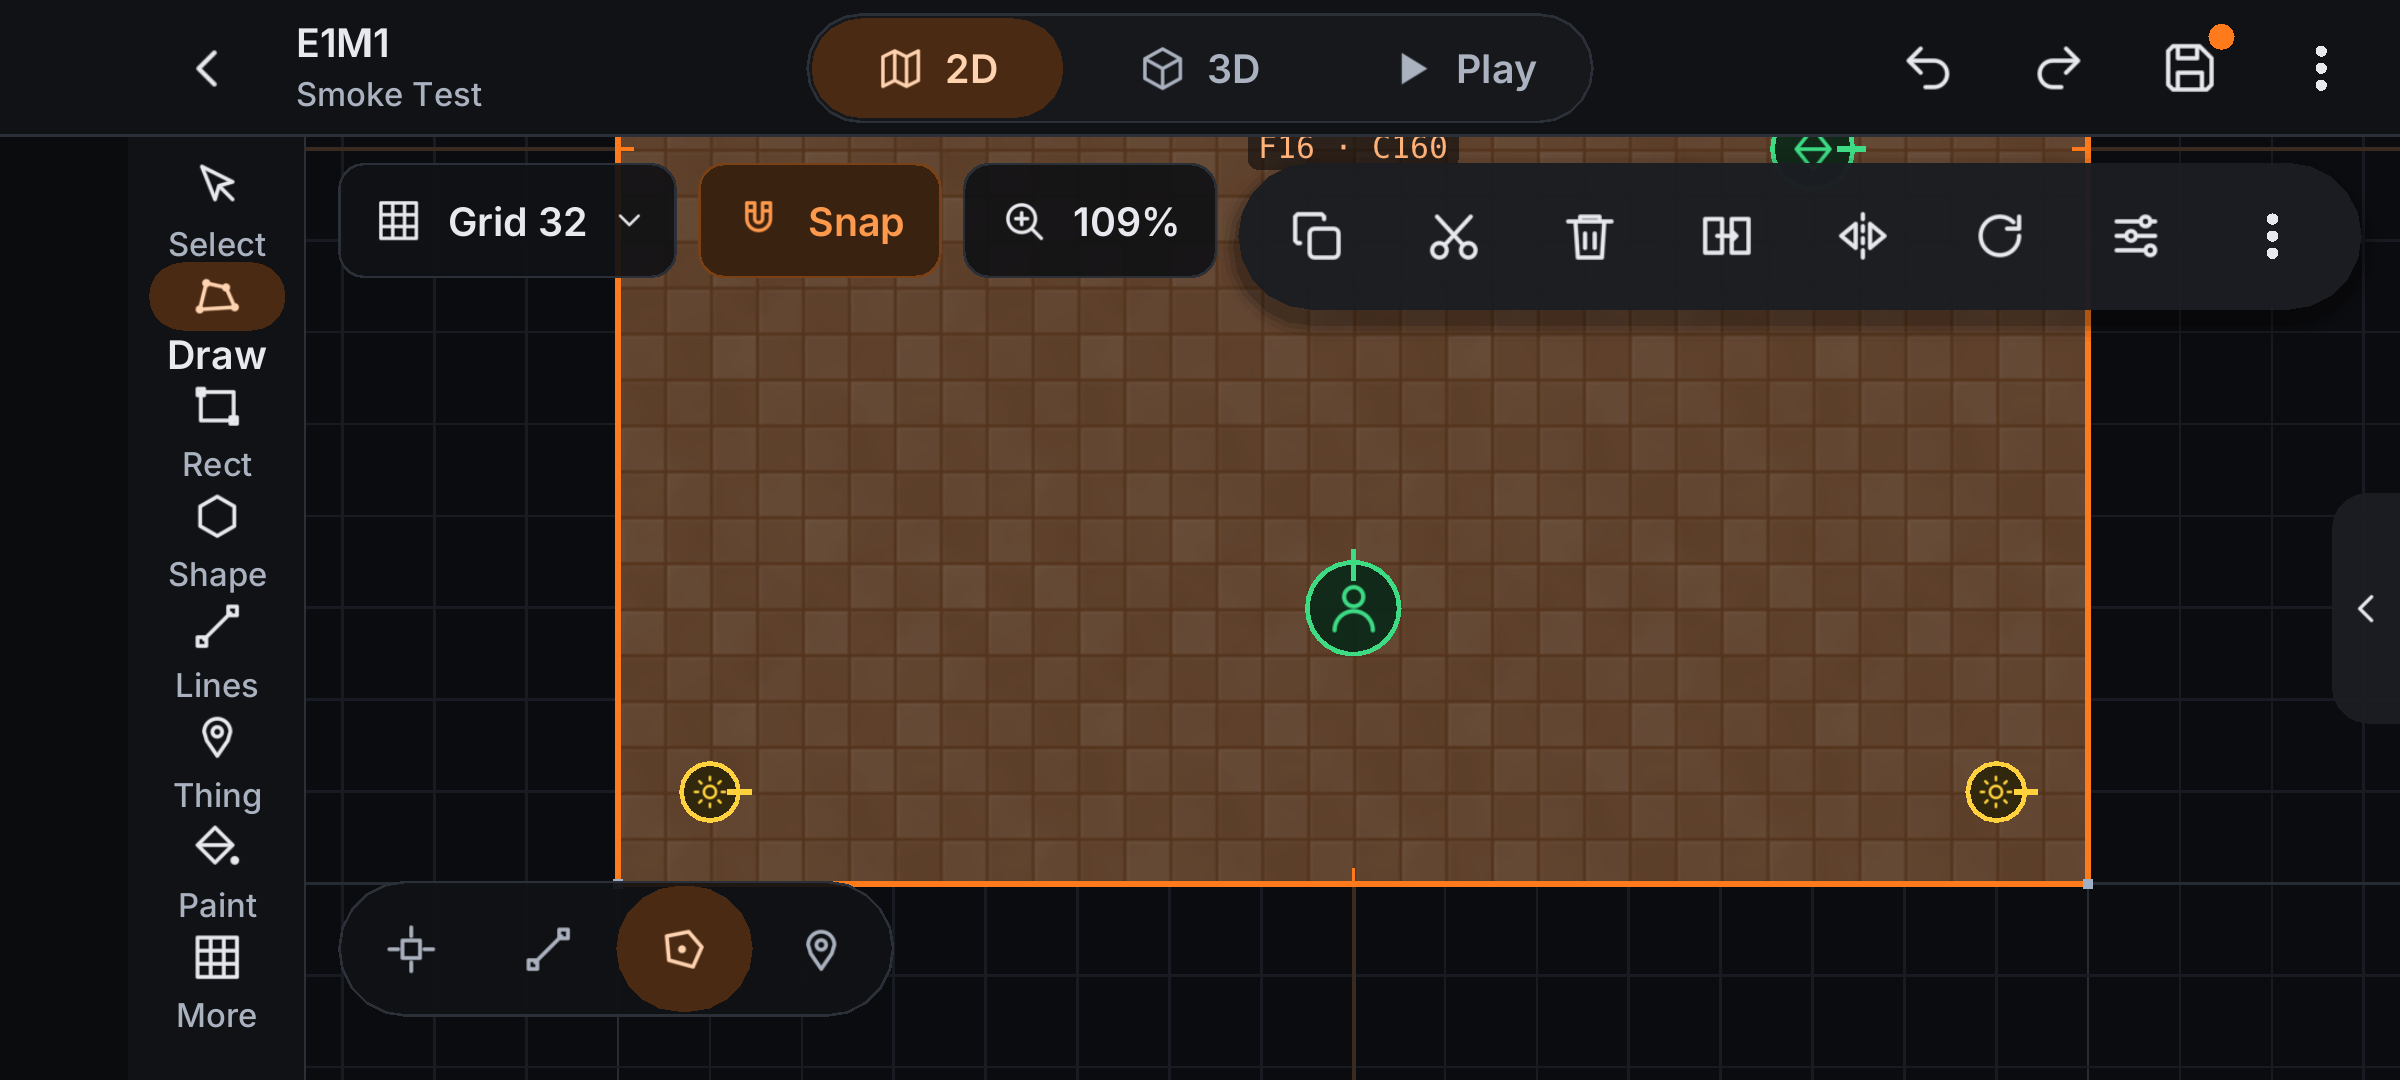 E1M1
Smoke Test
2D
3D
Play
F16 · C160
Grid 32
Snap
109%
Select
Draw
Rect
Shape
Lines
Thing
Paint
More